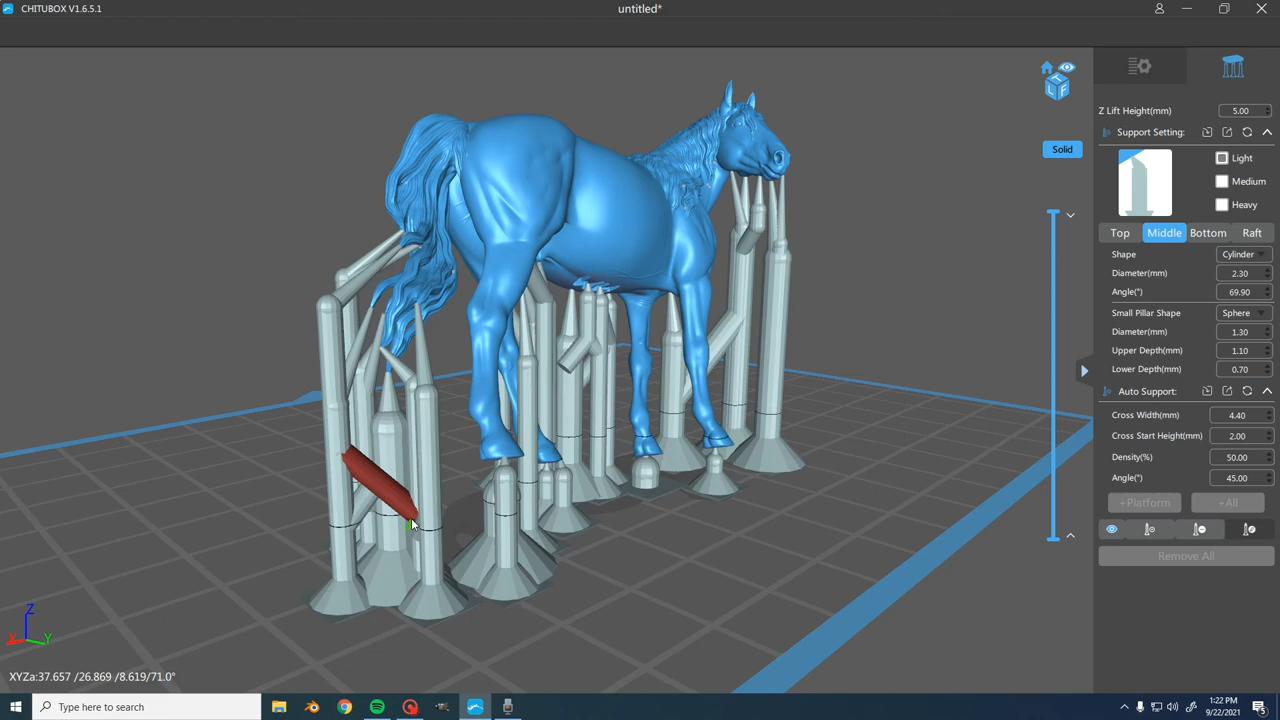 CHITUBOX V1.6.5.1
untitled*
Z Lift Height(mm) 5.00
Support Setting:
Light
Medium
Heavy
Top Middle Bottom Raft
Shape Cylinder
Diameter(mm) 2.30
Angle(°) 69.90
Small Pillar Shape Sphere
Diameter(mm) 1.30
Upper Depth(mm) 1.10
Lower Depth(mm) 0.70
Auto Support:
Cross Width(mm) 4.40
Cross Start Height(mm) 2.00
Density(%) 50.00
Angle(°) 45.00
+Platform +All
Remove All
T
L F
Solid
Z
X Y
XYZa:37.657 /26.869 /8.619/71.0°
Type here to search
1:22 PM
9/22/2021
5